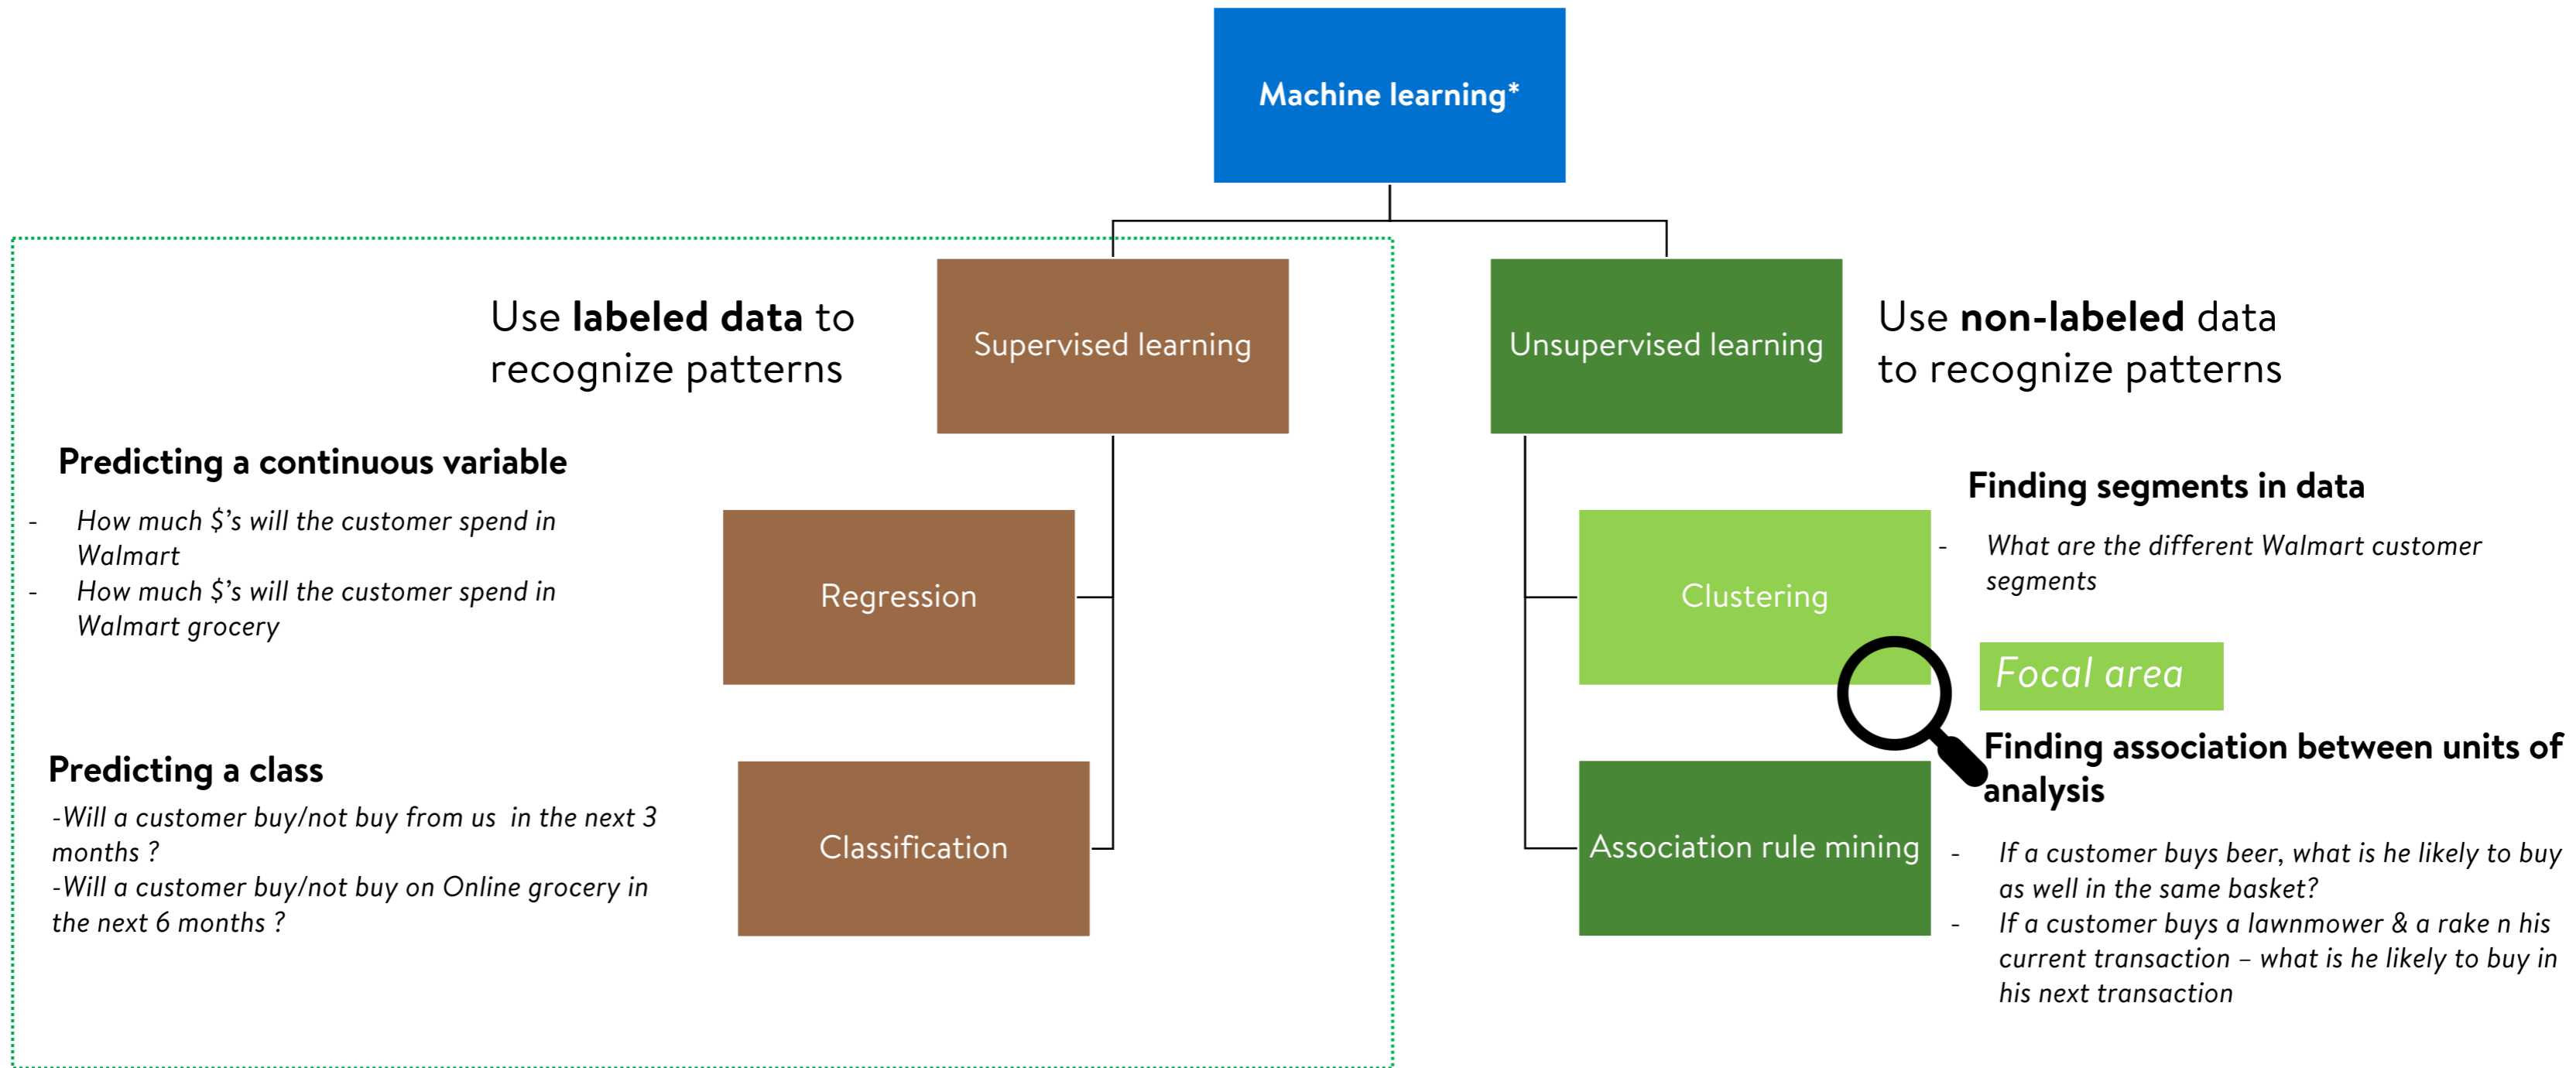 Machine learning*
Use labeled data to
recognize patterns
Supervised learning
Unsupervised learning
Use non-labeled data
to recognize patterns
Predicting a continuous variable
- How much $’s will the customer spend in
Walmart
- How much $’s will the customer spend in
Walmart grocery
Regression
Clustering
Finding segments in data
- What are the different Walmart customer
segments
Focal area
Predicting a class
-Will a customer buy/not buy from us in the next 3
months ?
-Will a customer buy/not buy on Online grocery in
the next 6 months ?
Classification
Association rule mining
Finding association between units of
analysis
- If a customer buys beer, what is he likely to buy
as well in the same basket?
- If a customer buys a lawnmower & a rake n his
current transaction – what is he likely to buy in
his next transaction